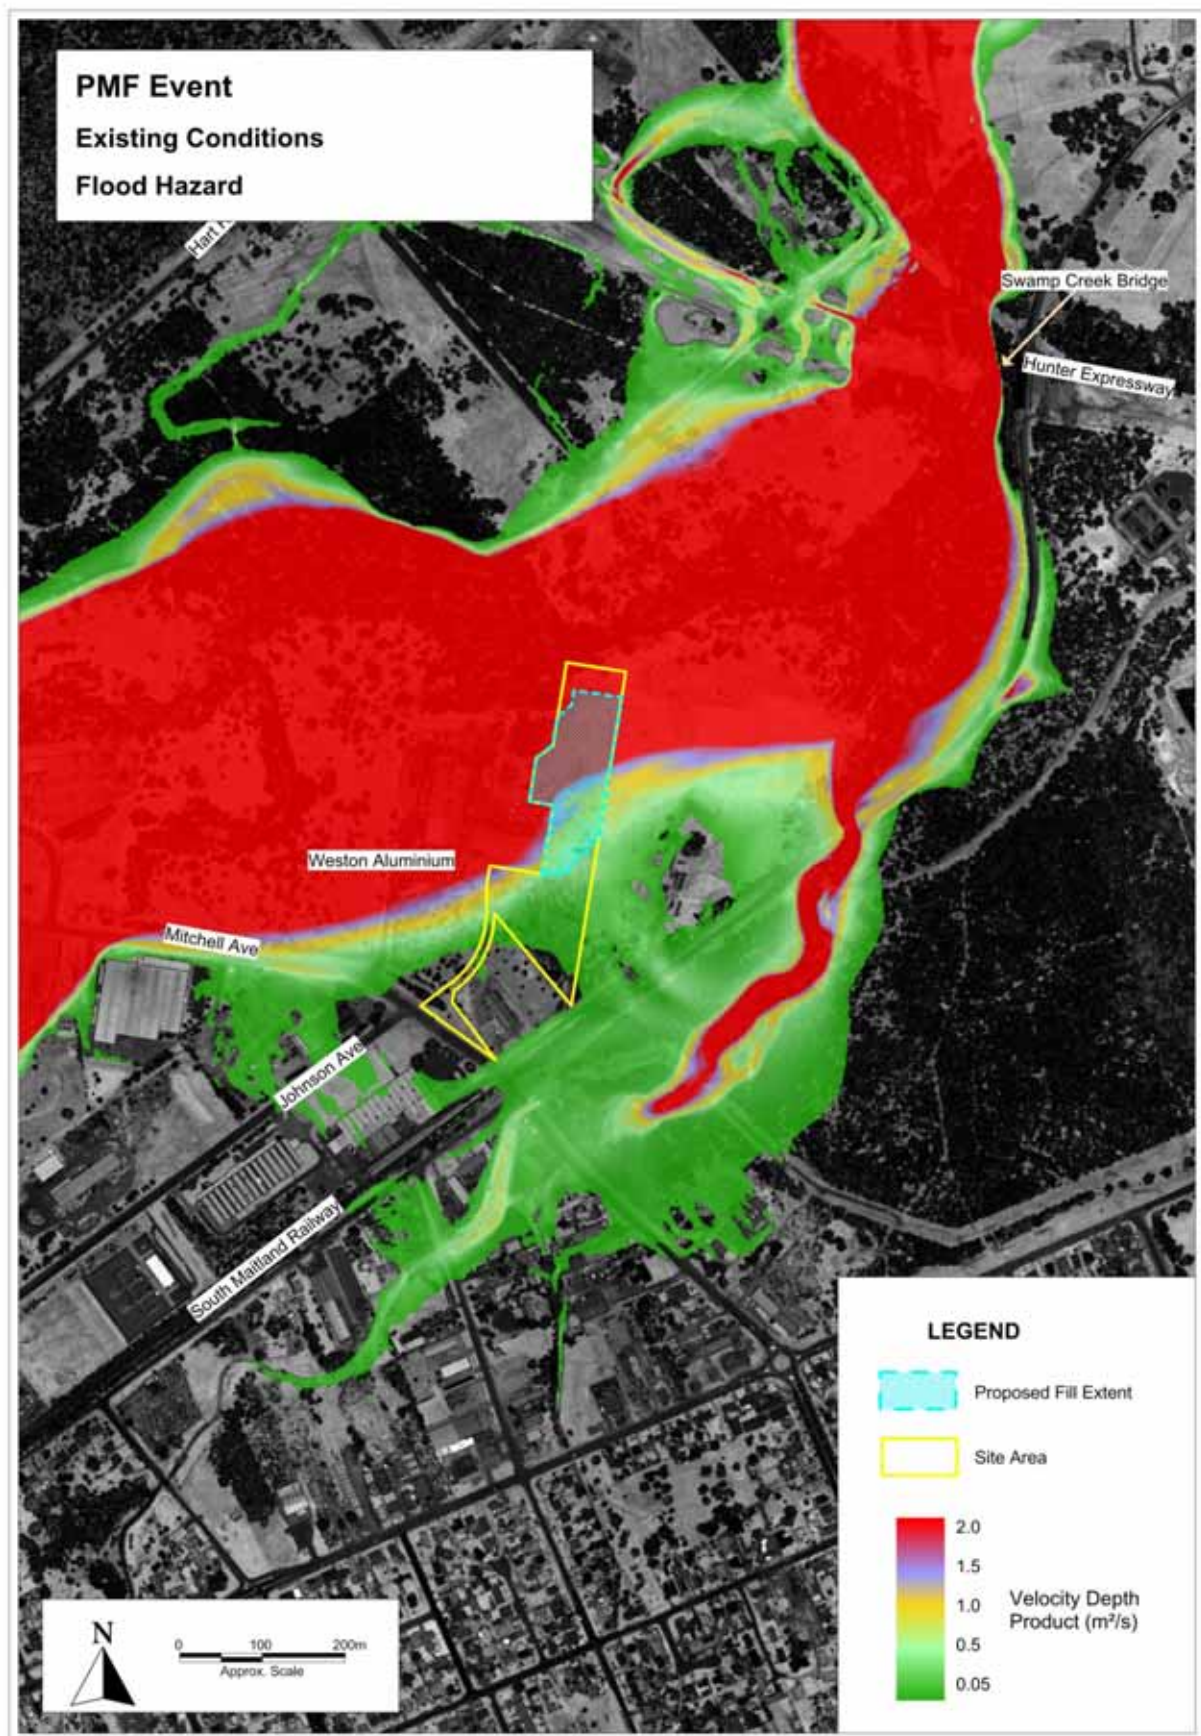 PMF Event
Existing Conditions
Flood Hazard
Hart
Swamp Creek Bridge
Hunter Expressway
Weston Aluminium
Mitchell Ave
Johnson Ave
South Maitland Railway
LEGEND
Proposed Fill Extent
Site Area
2.0
1.5
1.0
0.5
0.05
Velocity Depth
Product (m²/s)
N
0 100 200m
Approx. Scale